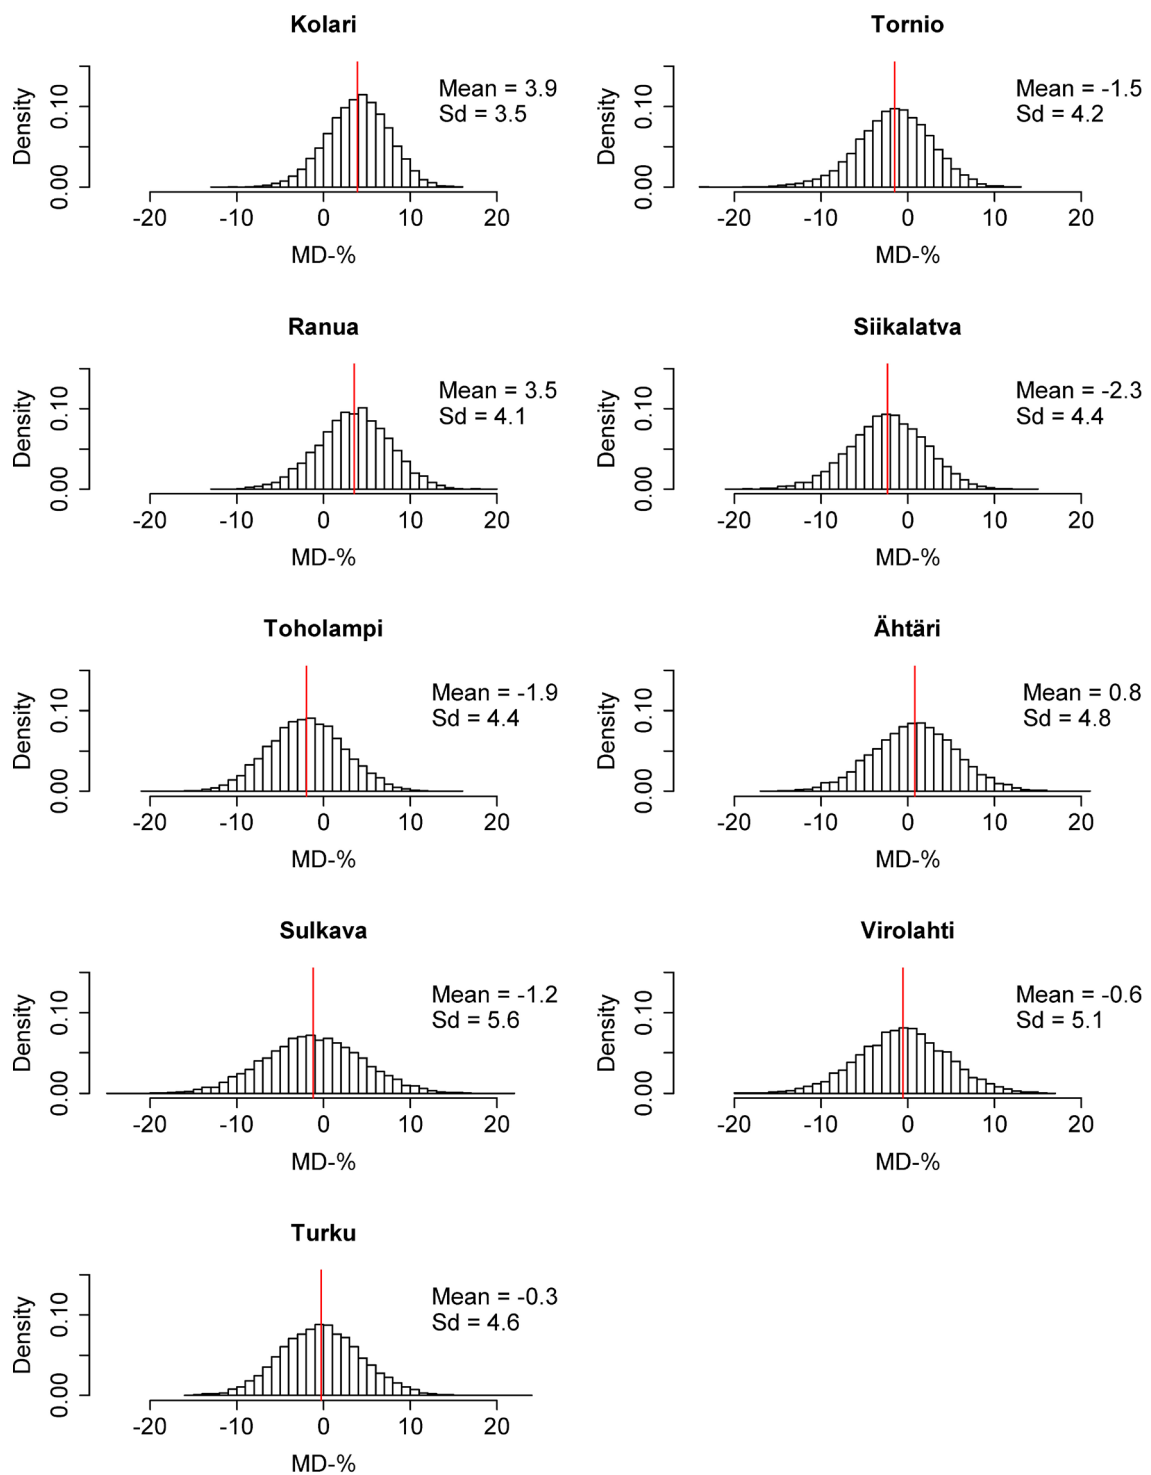 Kolari
Mean = 3.9
Sd = 3.5
Density
0.00 0.10
-20 -10 0 10 20
MD-%
Tornio
Mean = -1.5
Sd = 4.2
Density
0.00 0.10
-20 -10 0 10 20
MD-%
Ranua
Mean = 3.5
Sd = 4.1
Density
0.00 0.10
-20 -10 0 10 20
MD-%
Siikalatva
Mean = -2.3
Sd = 4.4
Density
0.00 0.10
-20 -10 0 10 20
MD-%
Toholampi
Mean = -1.9
Sd = 4.4
Density
0.00 0.10
-20 -10 0 10 20
MD-%
Ähtäri
Mean = 0.8
Sd = 4.8
Density
0.00 0.10
-20 -10 0 10 20
MD-%
Sulkava
Mean = -1.2
Sd = 5.6
Density
0.00 0.10
-20 -10 0 10 20
MD-%
Virolahti
Mean = -0.6
Sd = 5.1
Density
0.00 0.10
-20 -10 0 10 20
MD-%
Turku
Mean = -0.3
Sd = 4.6
Density
0.00 0.10
-20 -10 0 10 20
MD-%